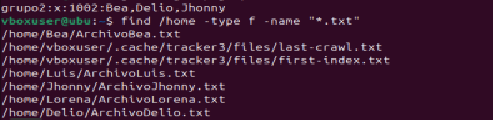 grupo2:x:1002:Bea,Delio,Jhonny
vboxuser@ubu:~$ find /home -type f -name "*.txt"
/home/Bea/ArchivoBea.txt
/home/vboxuser/.cache/tracker3/files/last-crawl.txt
/home/vboxuser/.cache/tracker3/files/first-index.txt
/home/Luis/ArchivoLuis.txt
/home/Jhonny/ArchivoJhonny.txt
/home/Lorena/ArchivoLorena.txt
/home/Delio/ArchivoDelio.txt